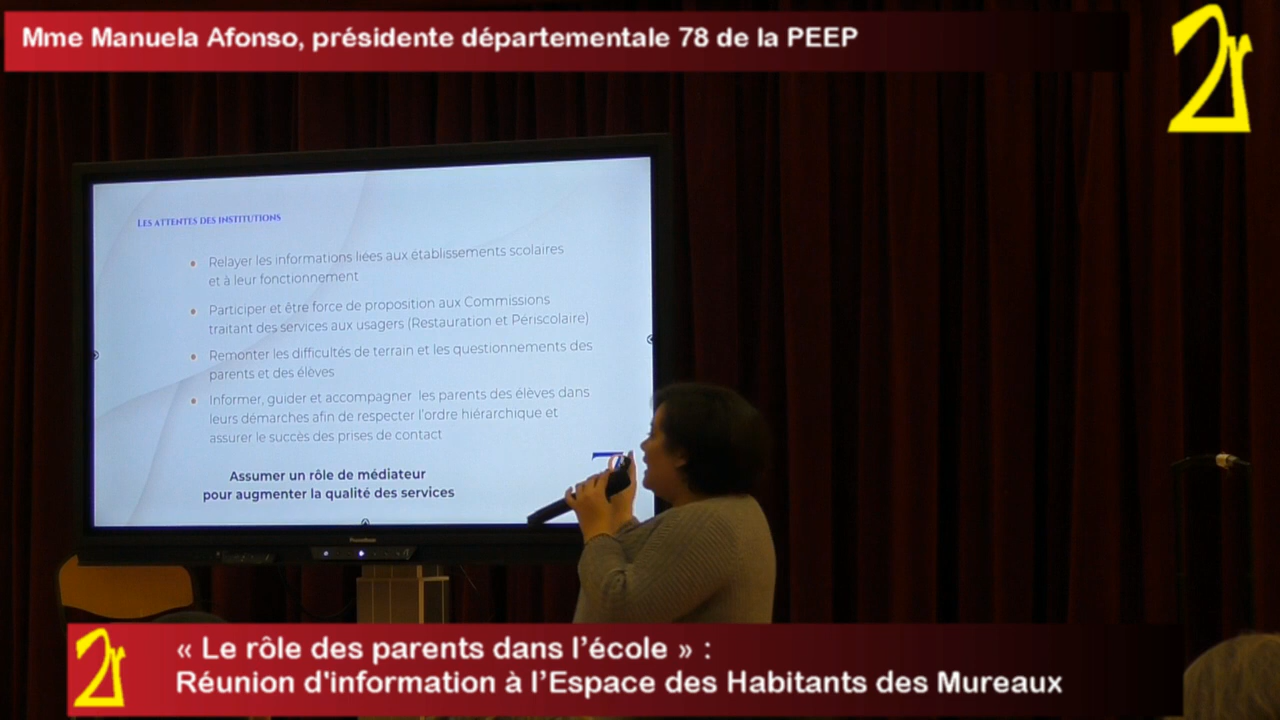 Mme Manuela Afonso, présidente départementale 78 de la PEEP
2r
LES ATTENTES DES INSTITUTIONS
• Relayer les informations liées aux établissements scolaires
et à leur fonctionnement
• Participer et être force de proposition aux Commissions
traitant des services aux usagers (Restauration et Périscolaire)
• Remonter les difficultés de terrain et les questionnements des
parents et des élèves
• Informer, guider et accompagner les parents des élèves dans
leurs démarches afin de respecter l'ordre hiérarchique et
assurer le succès des prises de contact
Assumer un rôle de médiateur
pour augmenter la qualité des services
2r
« Le rôle des parents dans l'école » :
Réunion d'information à l'Espace des Habitants des Mureaux